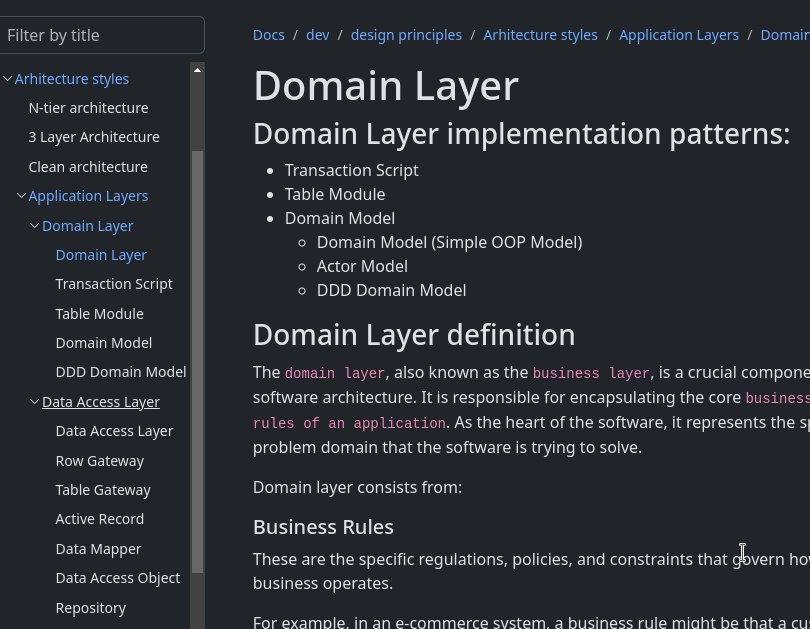 Filter by title
Arhitecture styles
N-tier architecture
3 Layer Architecture
Clean architecture
Application Layers
Domain Layer
Domain Layer
Transaction Script
Table Module
Domain Model
DDD Domain Model
Data Access Layer
Data Access Layer
Row Gateway
Table Gateway
Active Record
Data Mapper
Data Access Object
Repository
Docs / dev / design principles / Arhitecture styles / Application Layers / Domain
Domain Layer
Domain Layer implementation patterns:
Transaction Script
Table Module
Domain Model
Domain Model (Simple OOP Model)
Actor Model
DDD Domain Model
Domain Layer definition
The domain layer, also known as the business layer, is a crucial compone
software architecture. It is responsible for encapsulating the core business
rules of an application. As the heart of the software, it represents the sp
problem domain that the software is trying to solve.
Domain layer consists from:
Business Rules
These are the specific regulations, policies, and constraints that govern how
business operates.
For example, in an e-commerce system, a business rule might be that a cu